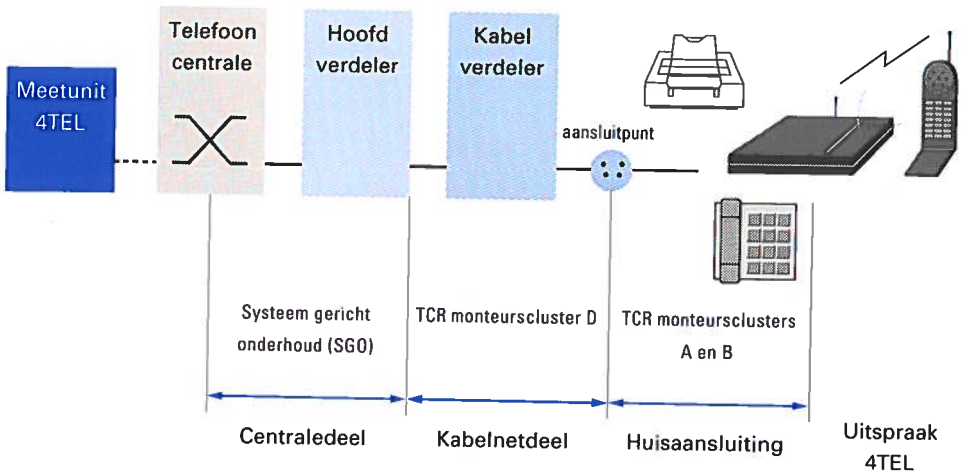 Meetunit
4TEL
Telefoon
centrale
Hoofd
verdeler
Kabel
verdeler
aansluitpunt
Systeem gericht
onderhoud (SGO)
TCR monteurscluster D
TCR monteursclusters
A en B
Centraledeel
Kabelnetdeel
Huisaansluiting
Uitspraak
4TEL